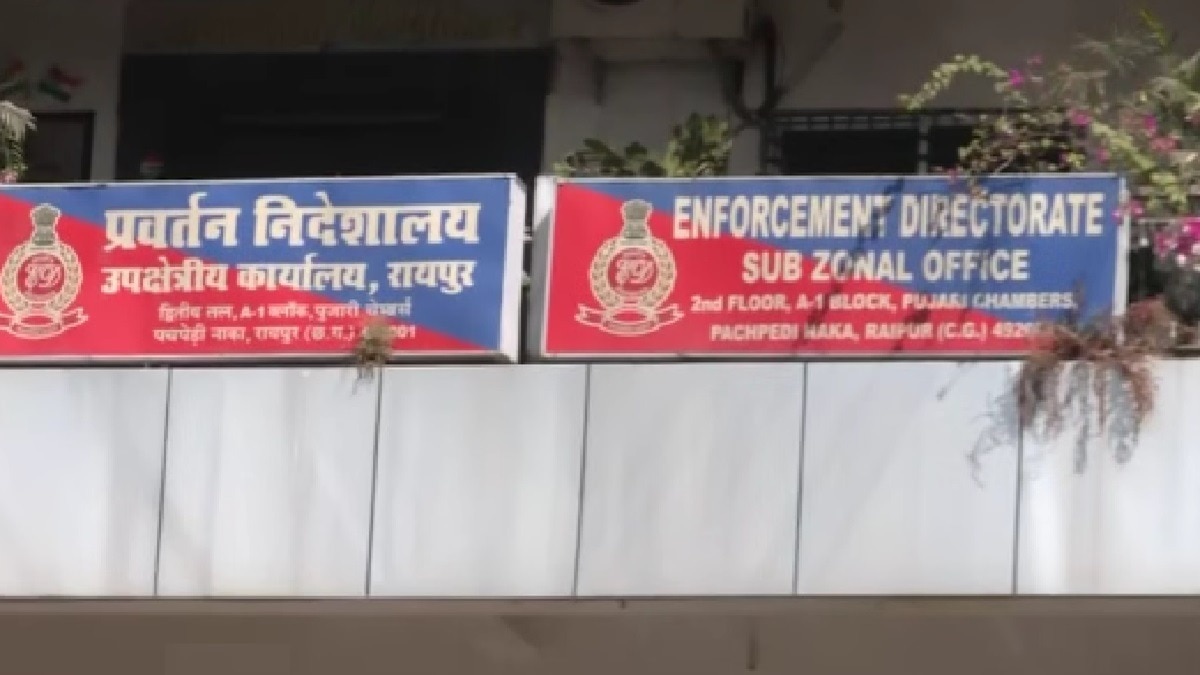 प्रवर्तन निदेशालय
उपक्षेत्रीय कार्यालय, रायपुर
द्वितीय तल, A-1 ब्लॉक, पुजारी चेम्बर्स
पचपेड़ी नाका, रायपुर (छ.ग.)
ENFORCEMENT DIRECTORATE
SUB ZONAL OFFICE
2nd FLOOR, A-1 BLOCK, PUJARI CHAMBERS,
PACHPEDI NAKA, RAIPUR (C.G.)